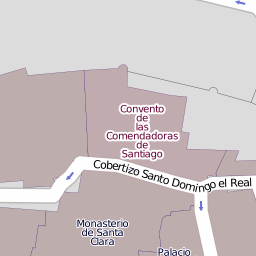 Convento
de
las
Comendadoras
de
Santiago
Cobertizo Santo Domingo el Real
Monasterio
de Santa
Clara
Palacio